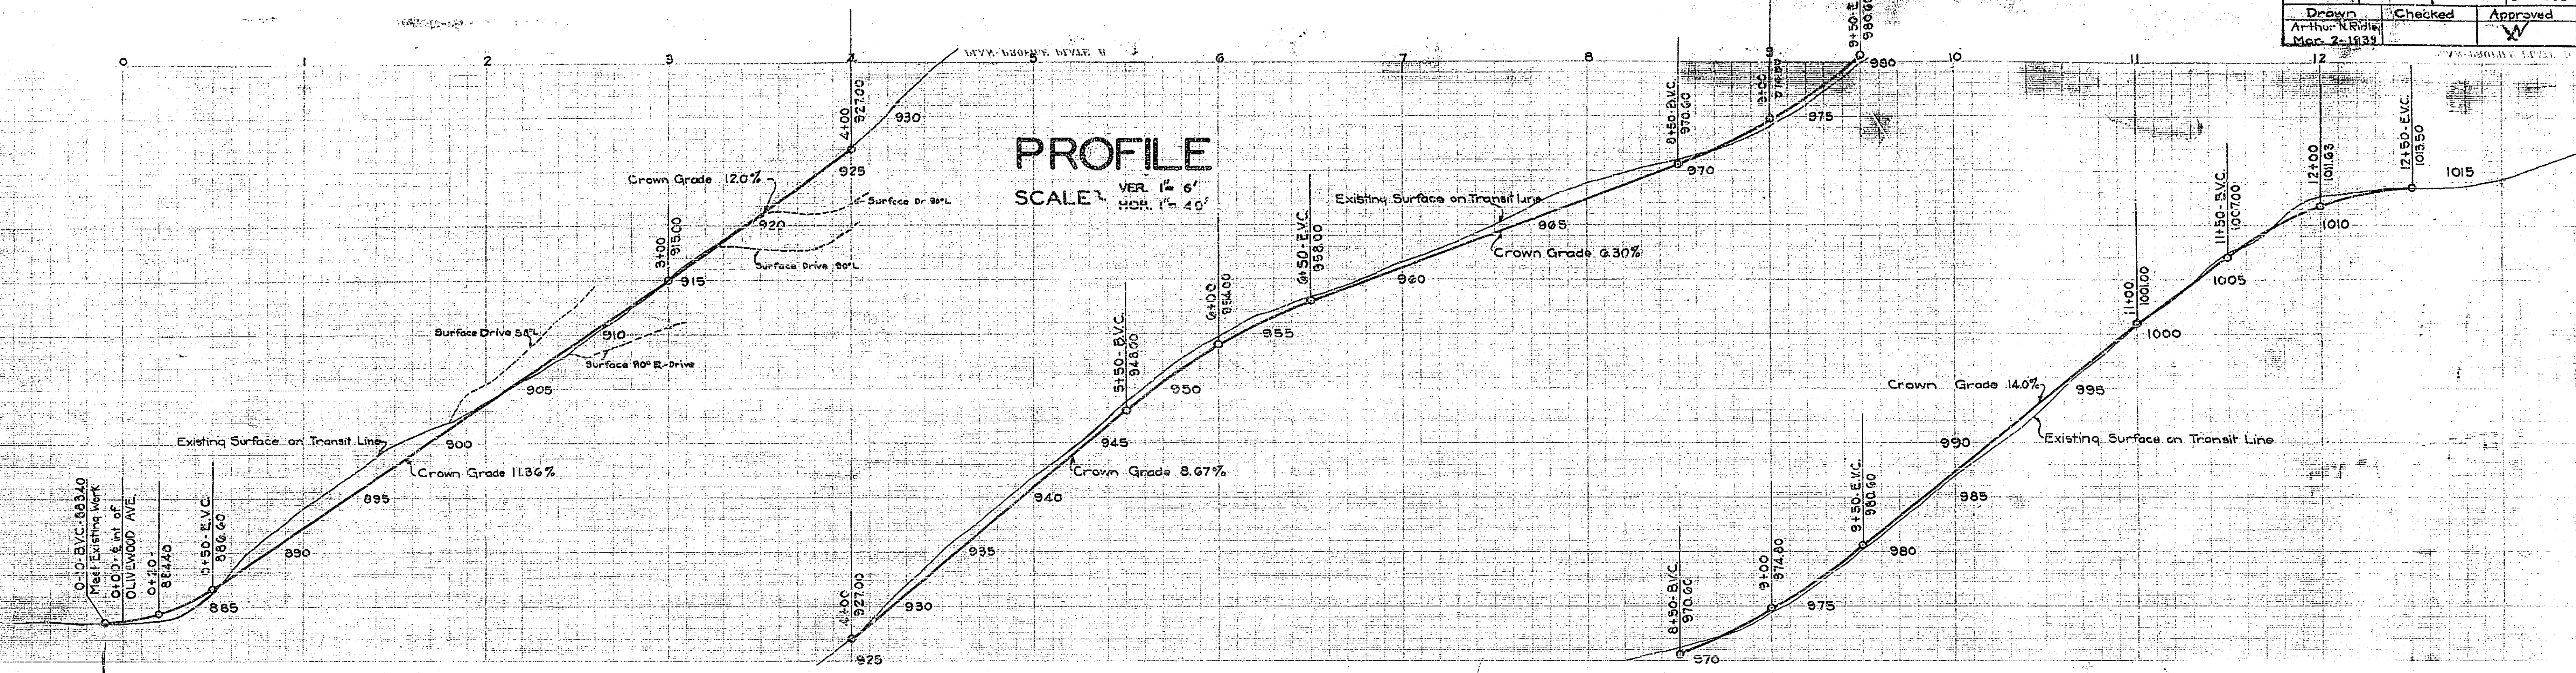 Drawn Checked Approved
Arthur N. Ridley
Mar. 2-1939
0 1 2 3 4 5 6 7 8 9 10 11 12
PROFILE
SCALE VER. 1"= 6'
HOR. 1"= 40'
0-10-B.V.C.-883.40
Meet Existing Work
0+00-¢ int of
OLIVEWOOD AVE.
0+20-
884.40
0+50-E.V.C.
886.60
885
890
895
900
905
910
915
920
925
930
Existing Surface on Transit Line
Crown Grade 11.36%
Surface Drive 58°L
Surface 90° R-Drive
3+00
915.00
Crown Grade 12.0%
Surface Drive 90°L
Surface Dr 90°L
4+00
927.00
4+00
927.00
925
930
935
940
945
950
955
960
965
970
975
980
Crown Grade 8.67%
5+50-B.V.C.
948.00
6+00
954.00
6+50-E.V.C.
958.00
Existing Surface on Transit Line
Crown Grade 6.30%
8+50-B.V.C.
970.60
9+00
974.80
9+50-E
980.60
8+50-B.V.C.
970.60
9+00
974.80
9+50-E.V.C.
980.60
970
975
980
985
990
995
1000
1005
1010
1015
Crown Grade 14.0%
Existing Surface on Transit Line
11+00
1001.00
11+50-B.V.C.
1007.00
12+00
1011.63
12+50-E.V.C.
1013.50